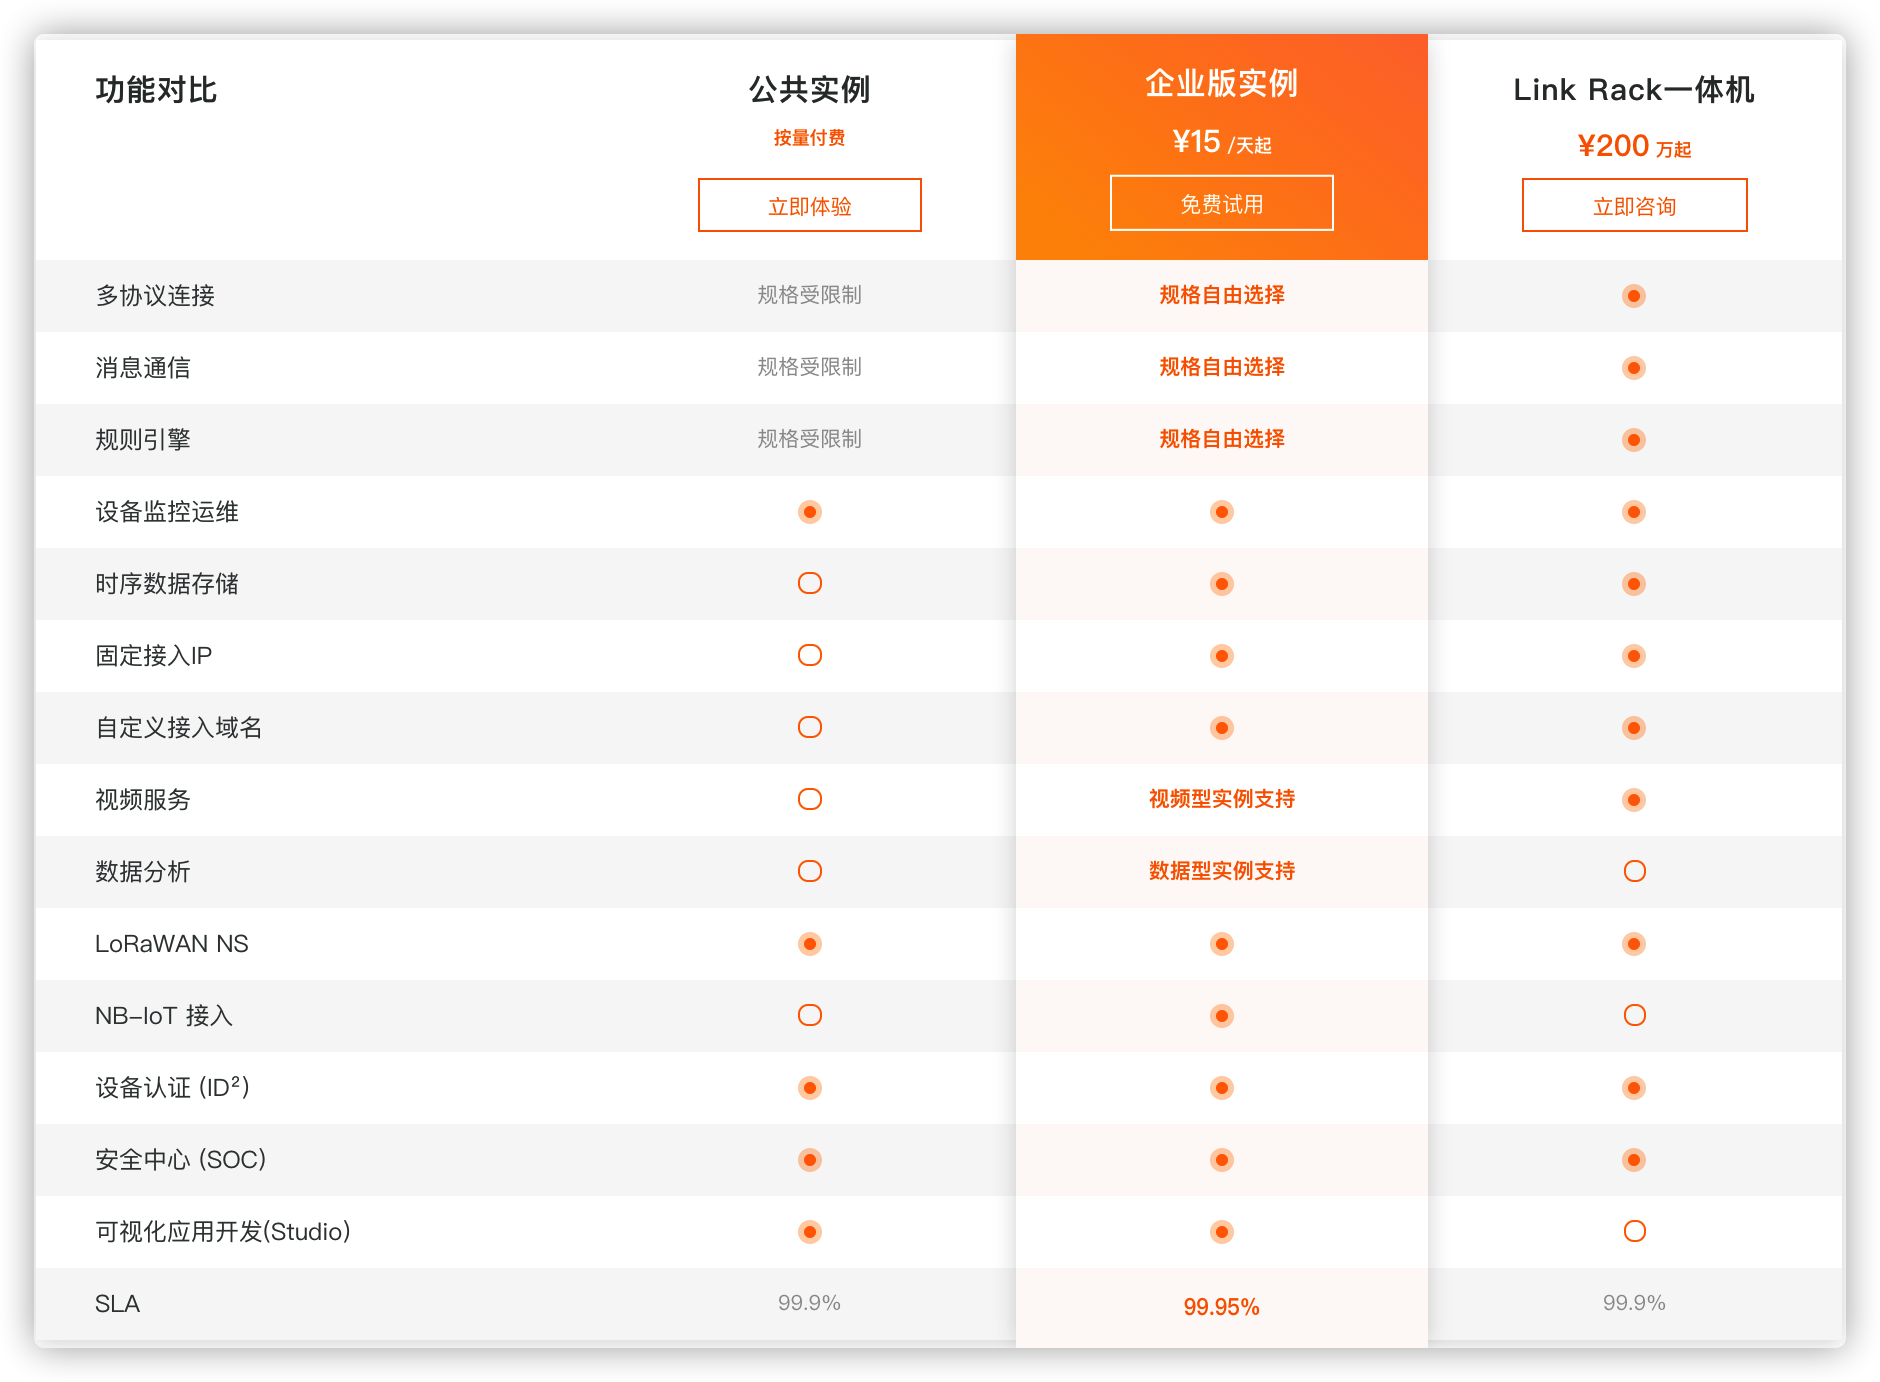 功能对比 公共实例 企业版实例 Link Rack一体机
按量付费 ¥15 /天起 ¥200 万起
立即体验 免费试用 立即咨询
多协议连接 规格受限制 规格自由选择
消息通信 规格受限制 规格自由选择
规则引擎 规格受限制 规格自由选择
设备监控运维
时序数据存储
固定接入IP
自定义接入域名
视频服务 视频型实例支持
数据分析 数据型实例支持
LoRaWAN NS
NB-IoT 接入
设备认证 (ID²)
安全中心 (SOC)
可视化应用开发(Studio)
SLA 99.9% 99.95% 99.9%